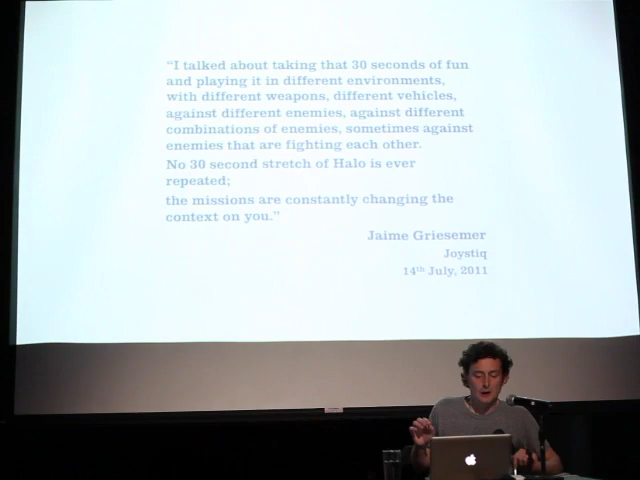 “I talked about taking that 30 seconds of fun
and playing it in different environments,
with different weapons, different vehicles,
against different enemies, against different
combinations of enemies, sometimes against
enemies that are fighting each other.
No 30 second stretch of Halo is ever
repeated;
the missions are constantly changing the
context on you.”
Jaime Griesemer
Joystiq
14th July, 2011